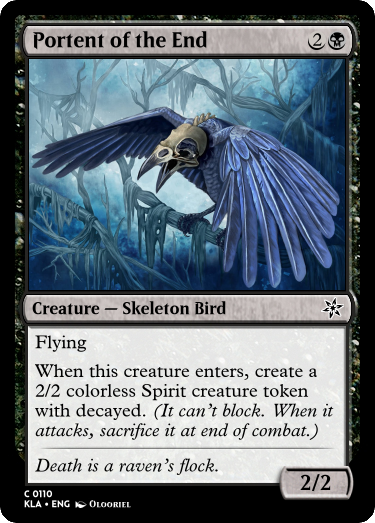 Portent of the End 2
Creature — Skeleton Bird
Flying
When this creature enters, create a
2/2 colorless Spirit creature token
with decayed. (It can't block. When it
attacks, sacrifice it at end of combat.)
Death is a raven's flock.
2/2
C 0110
KLA • ENG Olooriel